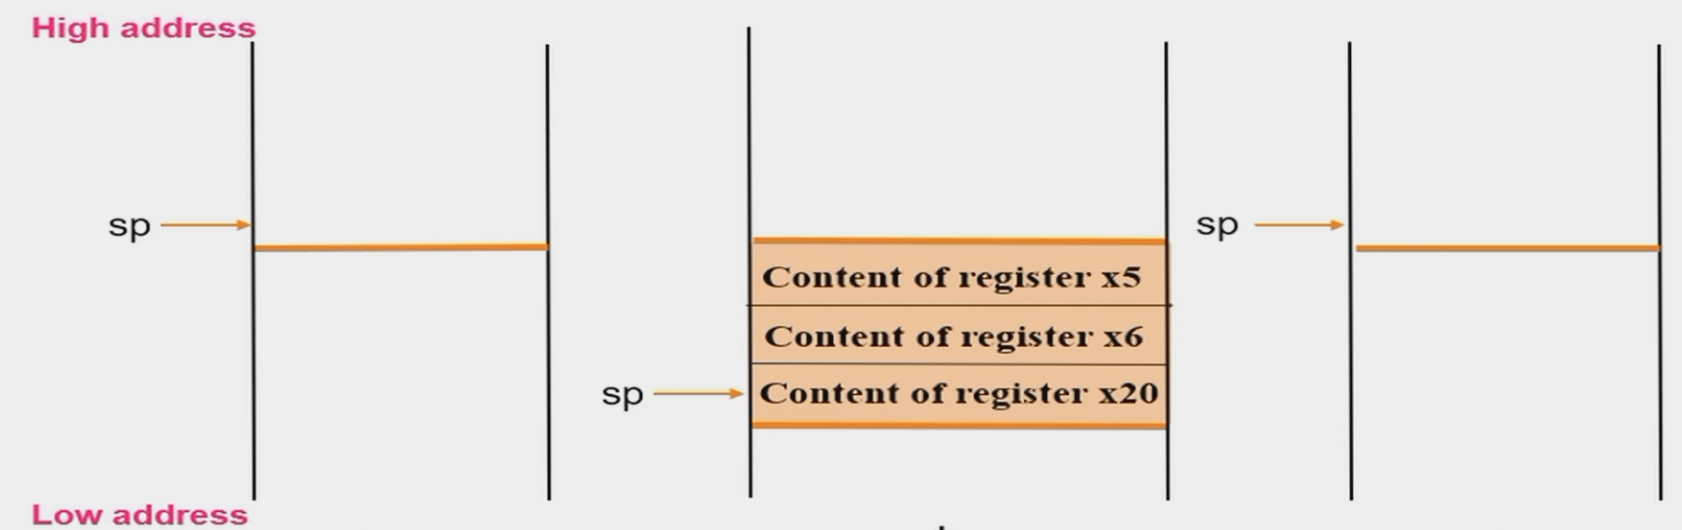 High address
sp
sp
Content of register x5
Content of register x6
sp
Content of register x20
Low address